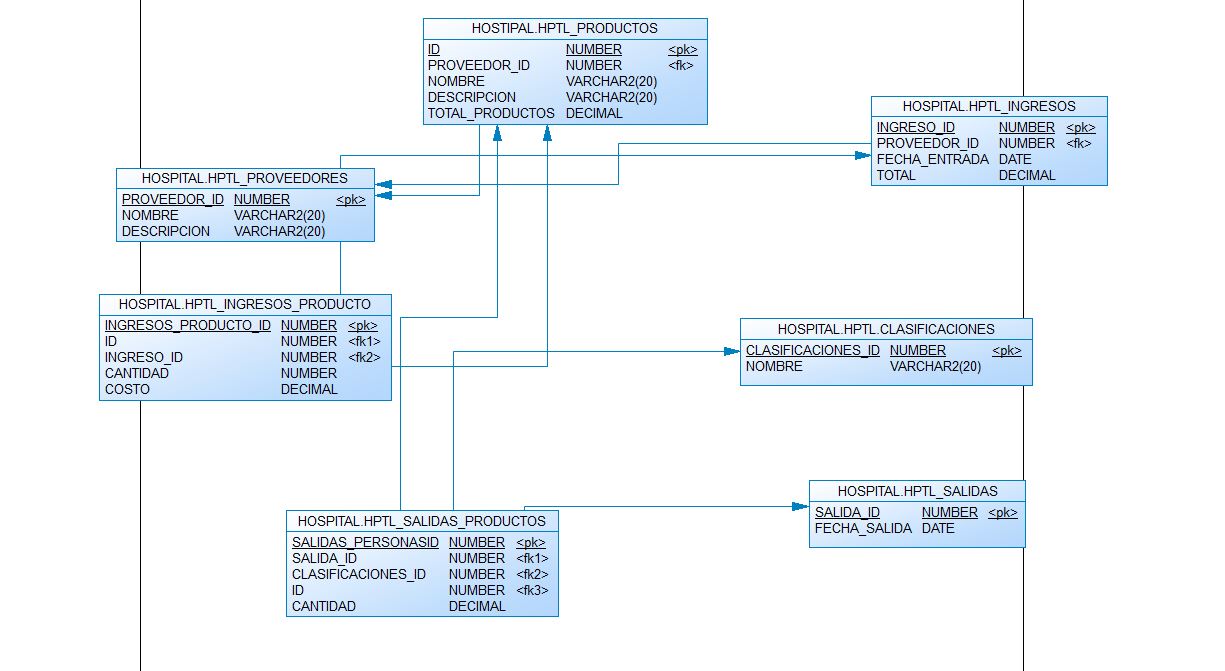 HOSTIPAL.HPTL_PRODUCTOS
ID NUMBER <pk>
PROVEEDOR_ID NUMBER <fk>
NOMBRE VARCHAR2(20)
DESCRIPCION VARCHAR2(20)
TOTAL_PRODUCTOS DECIMAL
HOSPITAL.HPTL_INGRESOS
INGRESO_ID NUMBER <pk>
PROVEEDOR_ID NUMBER <fk>
FECHA_ENTRADA DATE
TOTAL DECIMAL
HOSPITAL.HPTL_PROVEEDORES
PROVEEDOR_ID NUMBER <pk>
NOMBRE VARCHAR2(20)
DESCRIPCION VARCHAR2(20)
HOSPITAL.HPTL_INGRESOS_PRODUCTO
INGRESOS_PRODUCTO_ID NUMBER <pk>
ID NUMBER <fk1>
INGRESO_ID NUMBER <fk2>
CANTIDAD NUMBER
COSTO DECIMAL
HOSPITAL.HPTL.CLASIFICACIONES
CLASIFICACIONES_ID NUMBER <pk>
NOMBRE VARCHAR2(20)
HOSPITAL.HPTL_SALIDAS
SALIDA_ID NUMBER <pk>
FECHA_SALIDA DATE
HOSPITAL.HPTL_SALIDAS_PRODUCTOS
SALIDAS_PERSONASID NUMBER <pk>
SALIDA_ID NUMBER <fk1>
CLASIFICACIONES_ID NUMBER <fk2>
ID NUMBER <fk3>
CANTIDAD DECIMAL